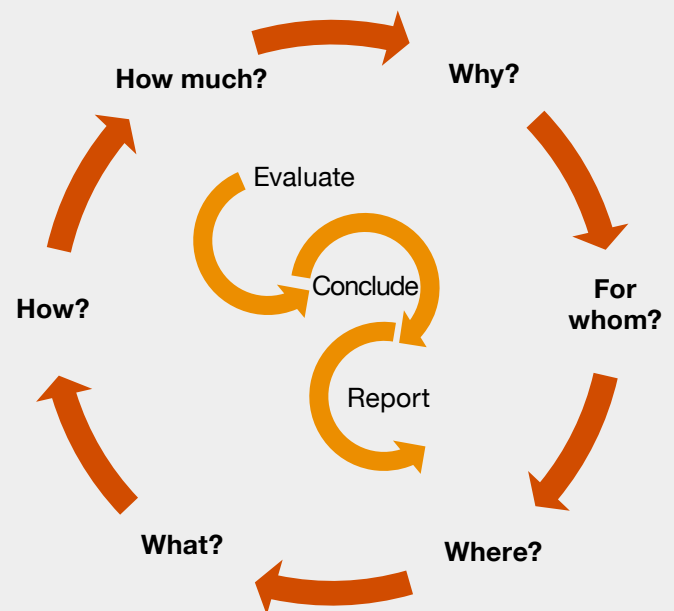 How much?
Why?
Evaluate
Conclude
For
whom?
How?
Report
What?
Where?